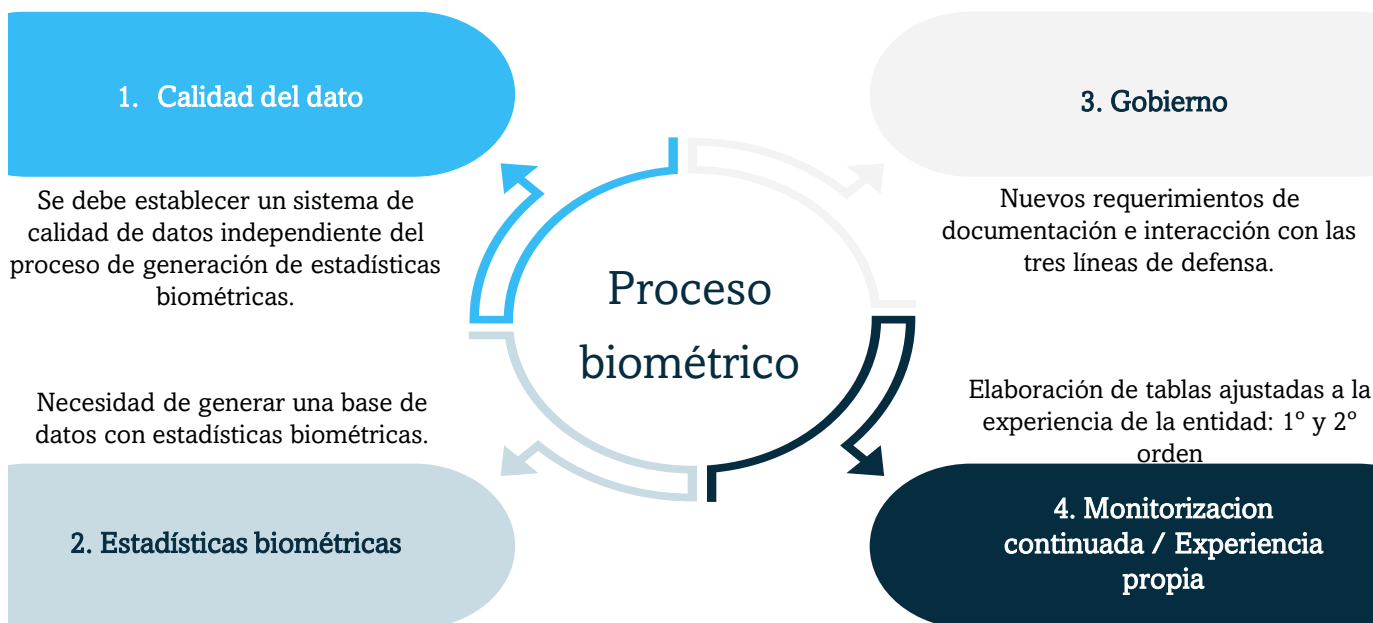 1. Calidad del dato
Se debe establecer un sistema de
calidad de datos independiente del
proceso de generación de estadísticas
biométricas.
Necesidad de generar una base de
datos con estadísticas biométricas.
2. Estadísticas biométricas
Proceso
biométrico
3. Gobierno
Nuevos requerimientos de
documentación e interacción con las
tres líneas de defensa.
Elaboración de tablas ajustadas a la
experiencia de la entidad: 1º y 2º
orden
4. Monitorizacion
continuada / Experiencia
propia